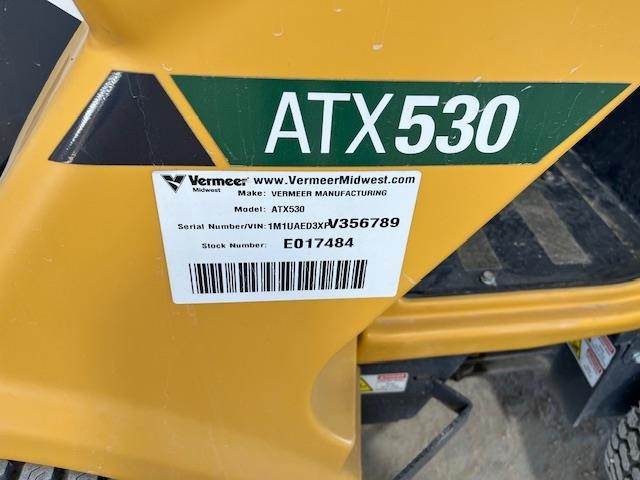 ATX530
Vermeer www.VermeerMidwest.com
Midwest
Make: VERMEER MANUFACTURING
Model: ATX530
Serial Number/VIN: 1M1UAED3XPV356789
Stock Number: E017484